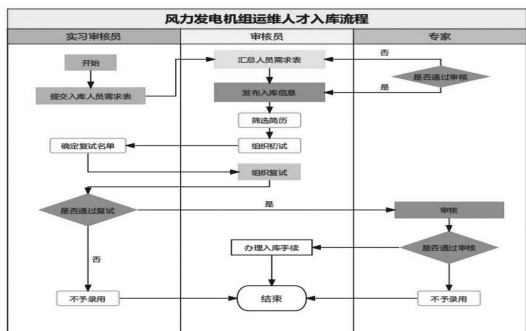 风力发电机组运维人才入库流程
实习审核员
审核员
专家
开始
汇总人员需求表
否
是否通过审核
是
提交入库人员需求表
发布入库信息
筛选简历
确定复试名单
组织初试
组织复试
是否通过复试
是
审核
办理入库手续
是否通过审核
否
不予录用
结束
不予录用